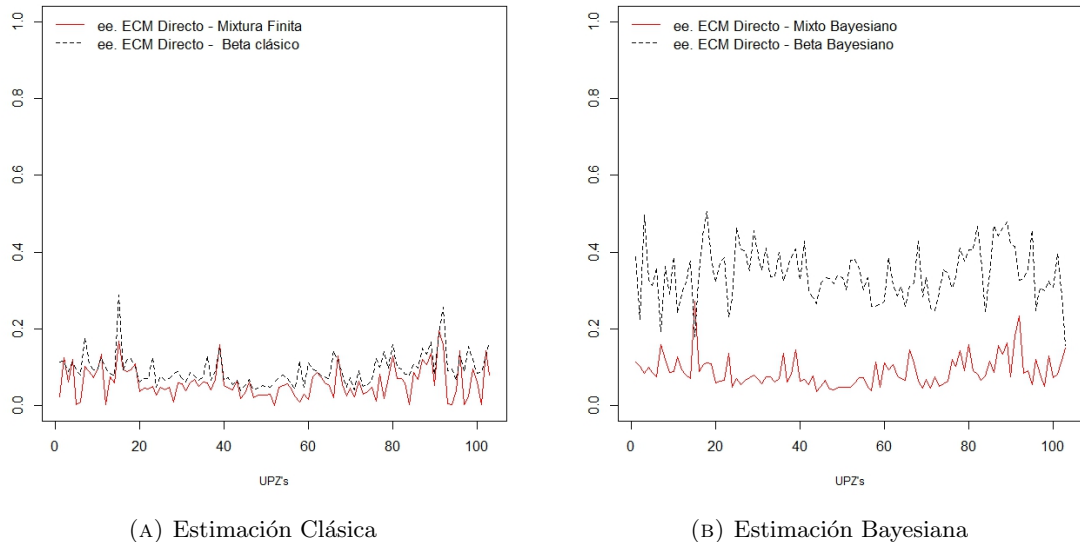 ee. ECM Directo - Mixtura Finita
ee. ECM Directo - Beta clásico
1.0
0.8
0.6
0.4
0.2
0.0
0 20 40 60 80 100
UPZ's
(A) Estimación Clásica
ee. ECM Directo - Mixto Bayesiano
ee. ECM Directo - Beta Bayesiano
1.0
0.8
0.6
0.4
0.2
0.0
0 20 40 60 80 100
UPZ's
(B) Estimación Bayesiana